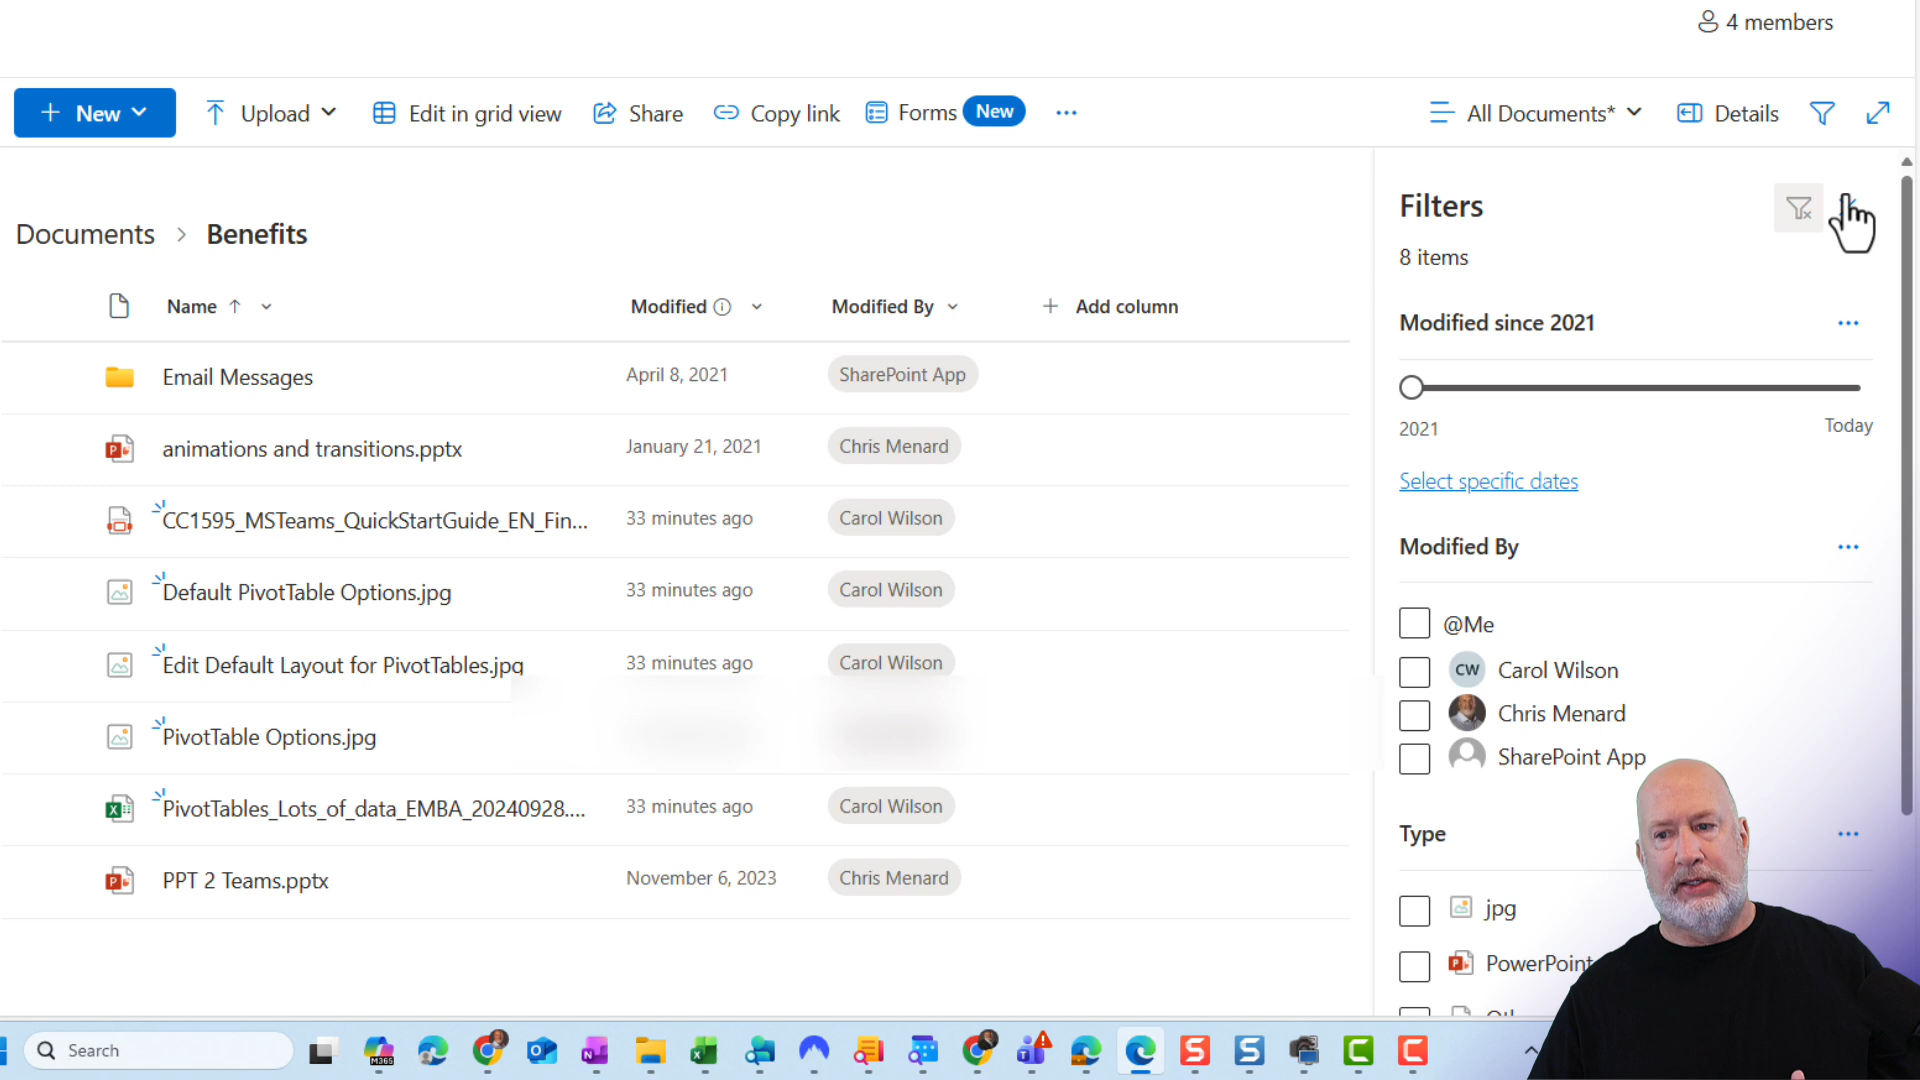 4 members
New Upload Edit in grid view Share Copy link Forms New ... All Documents* Details
Documents > Benefits
Name Modified Modified By + Add column
Email Messages April 8, 2021 SharePoint App
animations and transitions.pptx January 21, 2021 Chris Menard
CC1595_MSTeams_QuickStartGuide_EN_Fin... 33 minutes ago Carol Wilson
Default PivotTable Options.jpg 33 minutes ago Carol Wilson
Edit Default Layout for PivotTables.jpg 33 minutes ago Carol Wilson
PivotTable Options.jpg
PivotTables_Lots_of_data_EMBA_20240928.... 33 minutes ago Carol Wilson
PPT 2 Teams.pptx November 6, 2023 Chris Menard
Filters
8 items
Modified since 2021
2021 Today
Select specific dates
Modified By
@Me
CW Carol Wilson
Chris Menard
SharePoint App
Type
jpg
PowerPoint
Search
M365